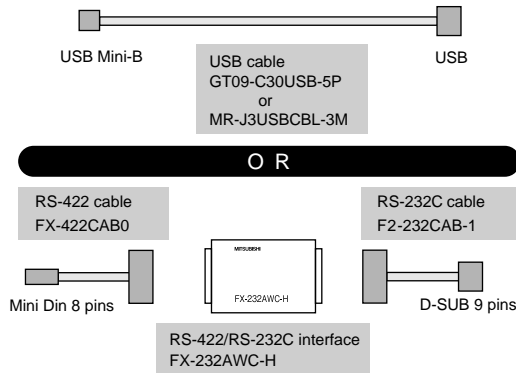 USB Mini-B
USB
USB cable
GT09-C30USB-5P
or
MR-J3USBCBL-3M
OR
RS-422 cable
FX-422CAB0
RS-232C cable
F2-232CAB-1
MITSUBISHI
FX-232AWC-H
Mini Din 8 pins
D-SUB 9 pins
RS-422/RS-232C interface
FX-232AWC-H